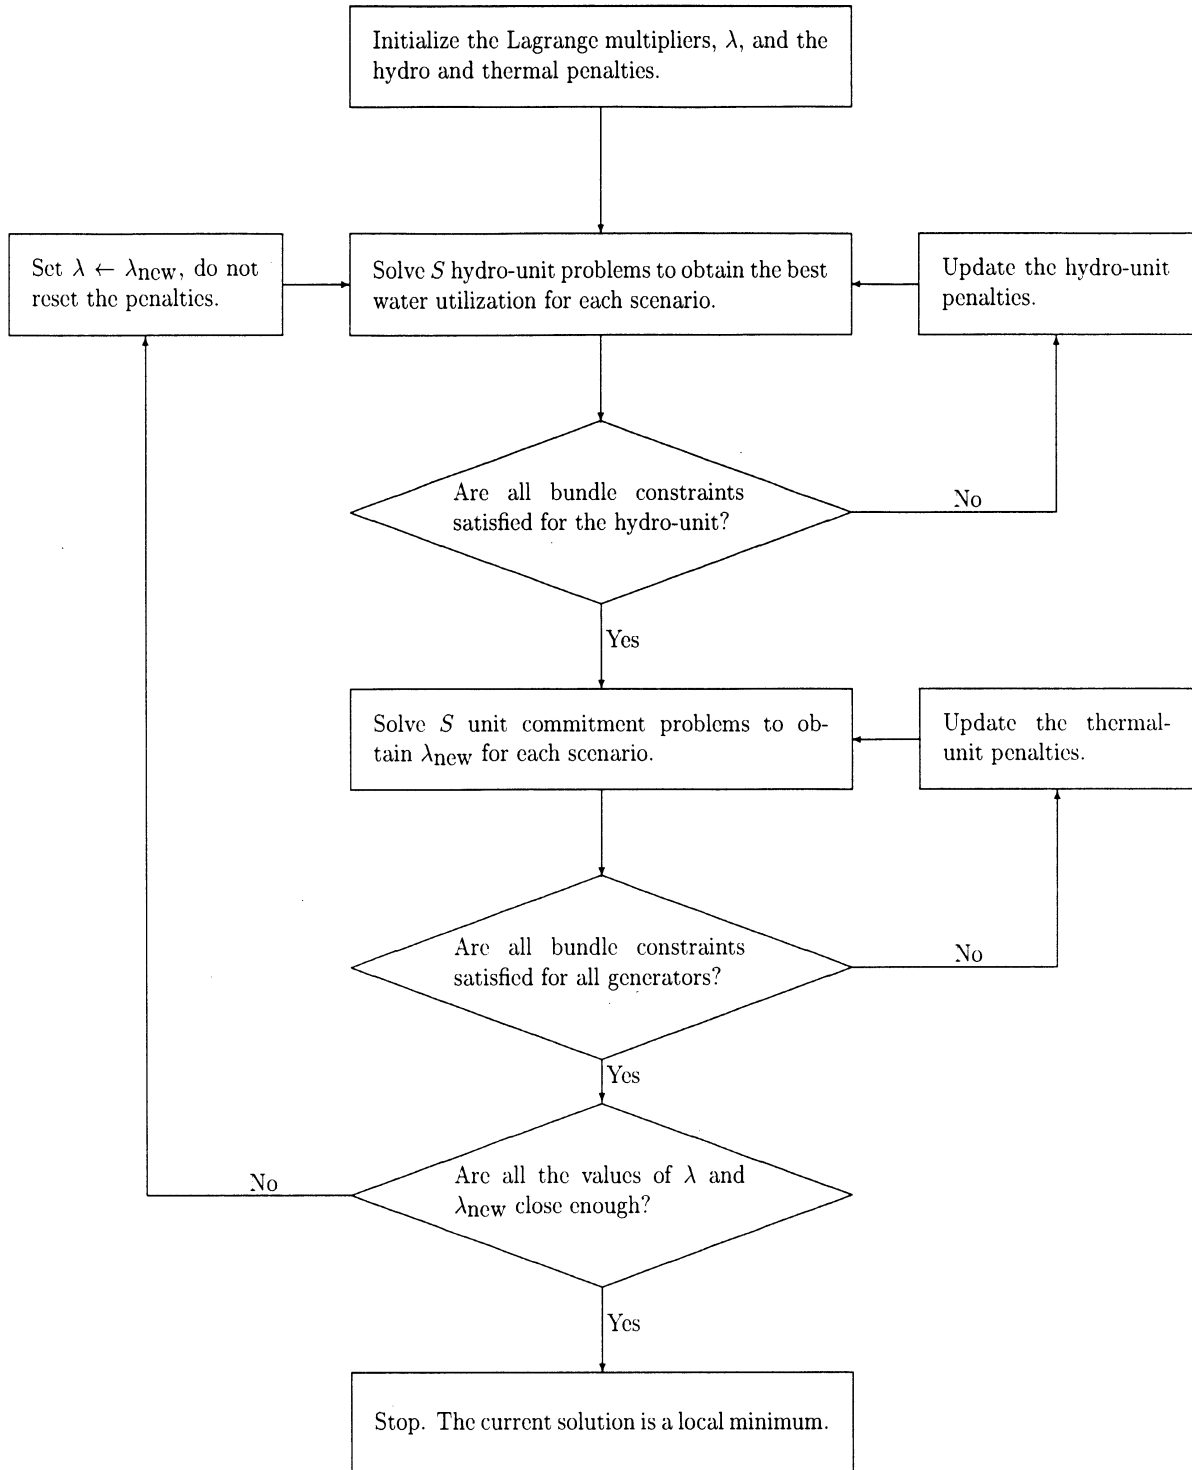 Initialize the Lagrange multipliers, λ, and the
hydro and thermal penalties.
Set λ ← λnew, do not
reset the penalties.
Solve S hydro-unit problems to obtain the best
water utilization for each scenario.
Update the hydro-unit
penalties.
Are all bundle constraints
satisfied for the hydro-unit?
No
Yes
Solve S unit commitment problems to ob-
tain λnew for each scenario.
Update the thermal-
unit penalties.
Are all bundle constraints
satisfied for all generators?
No
Yes
Are all the values of λ and
λnew close enough?
No
Yes
Stop. The current solution is a local minimum.